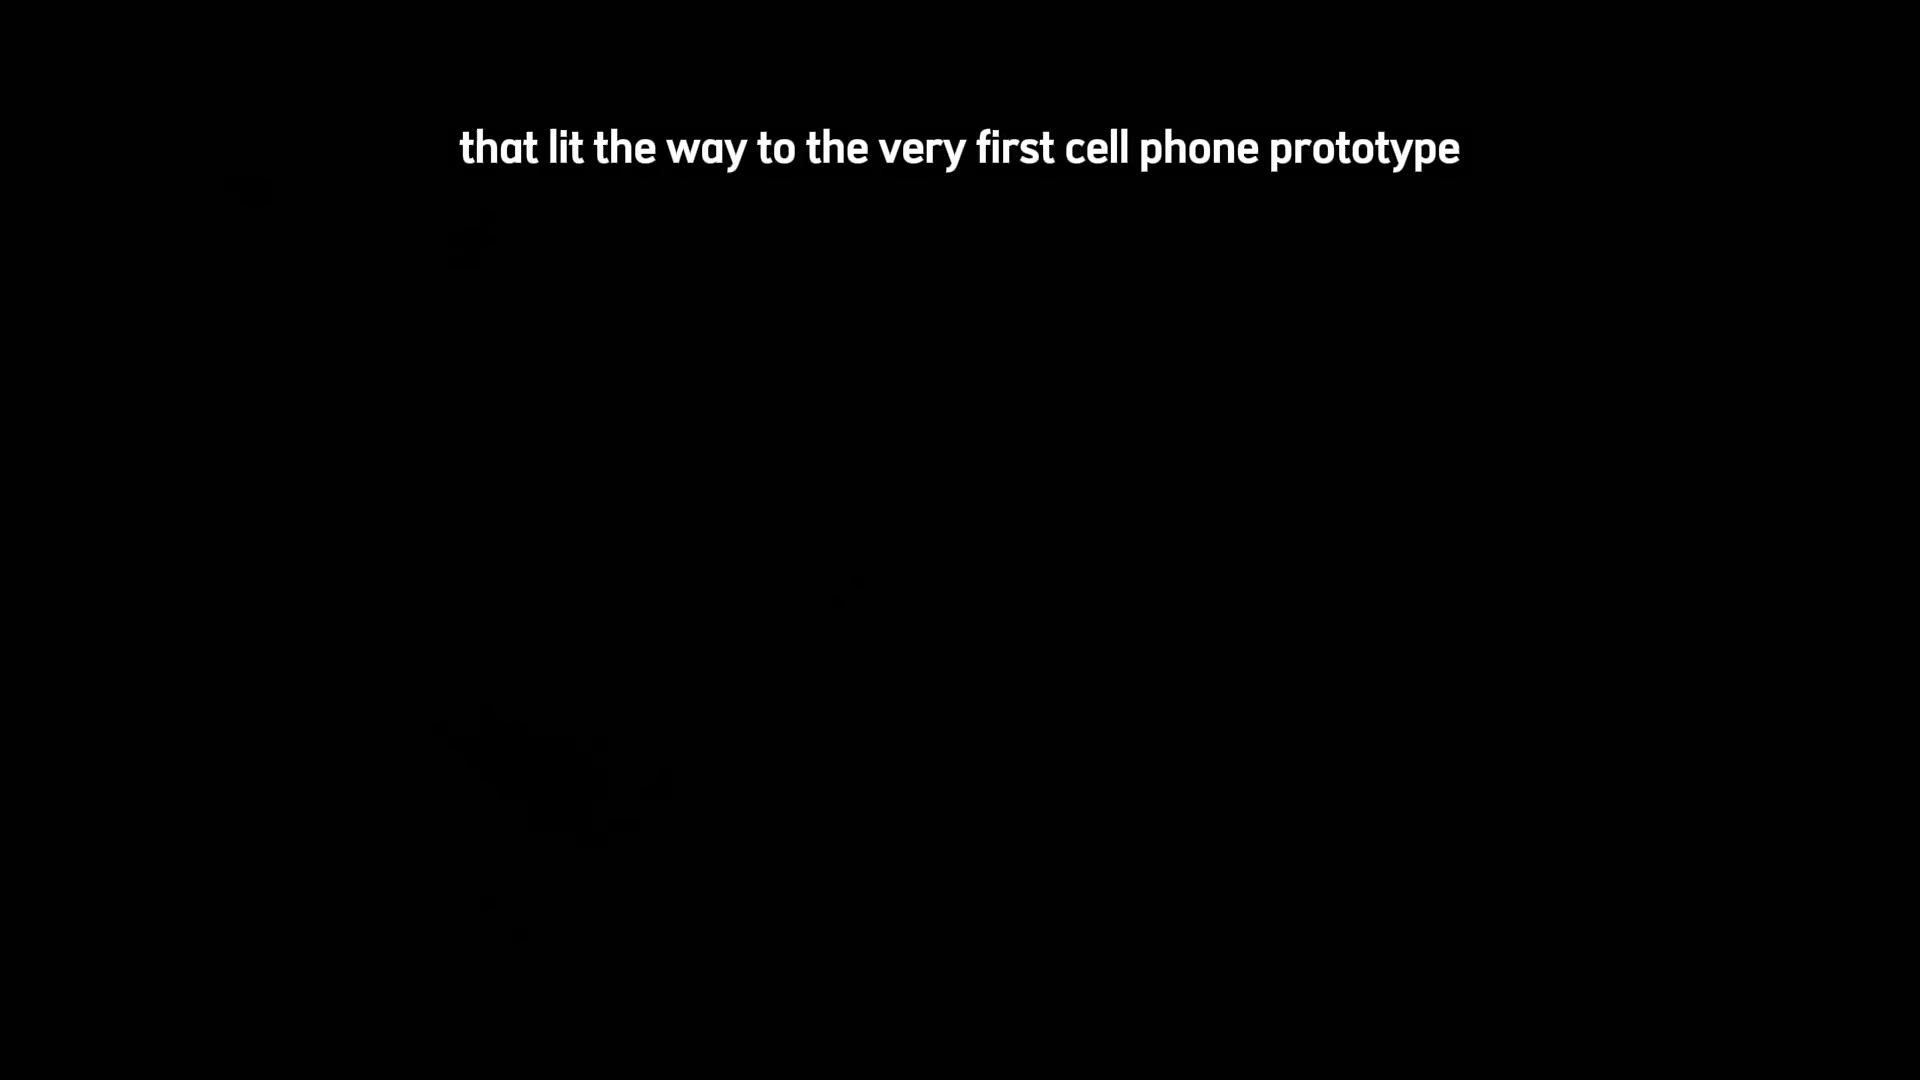 that lit the way to the very first cell phone prototype